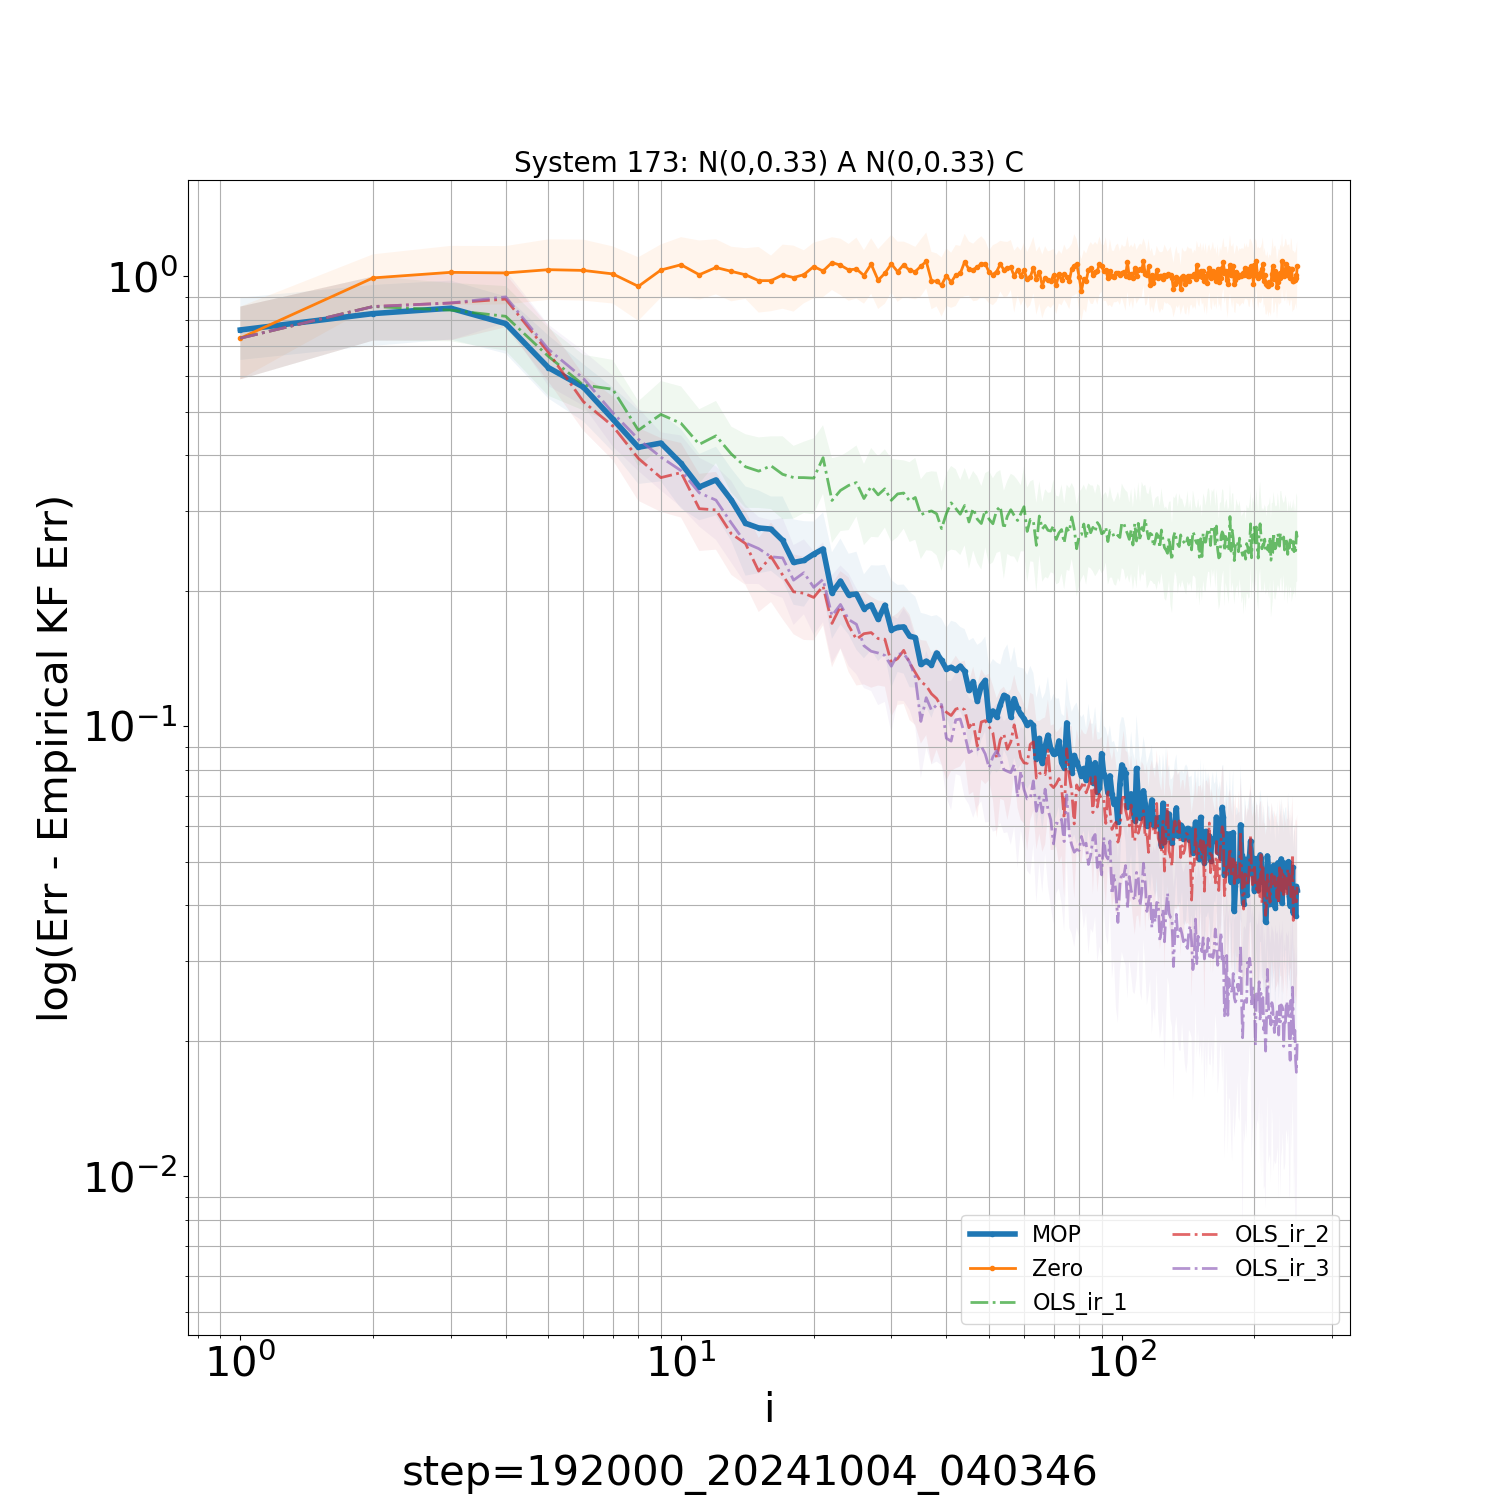 System 173: N(0,0.33) A N(0,0.33) C
log(Err - Empirical KF Err)
10⁰
10⁻¹
10⁻²
MOP
Zero
OLS_ir_1
OLS_ir_2
OLS_ir_3
10⁰ 10¹ 10²
i
step=192000_20241004_040346